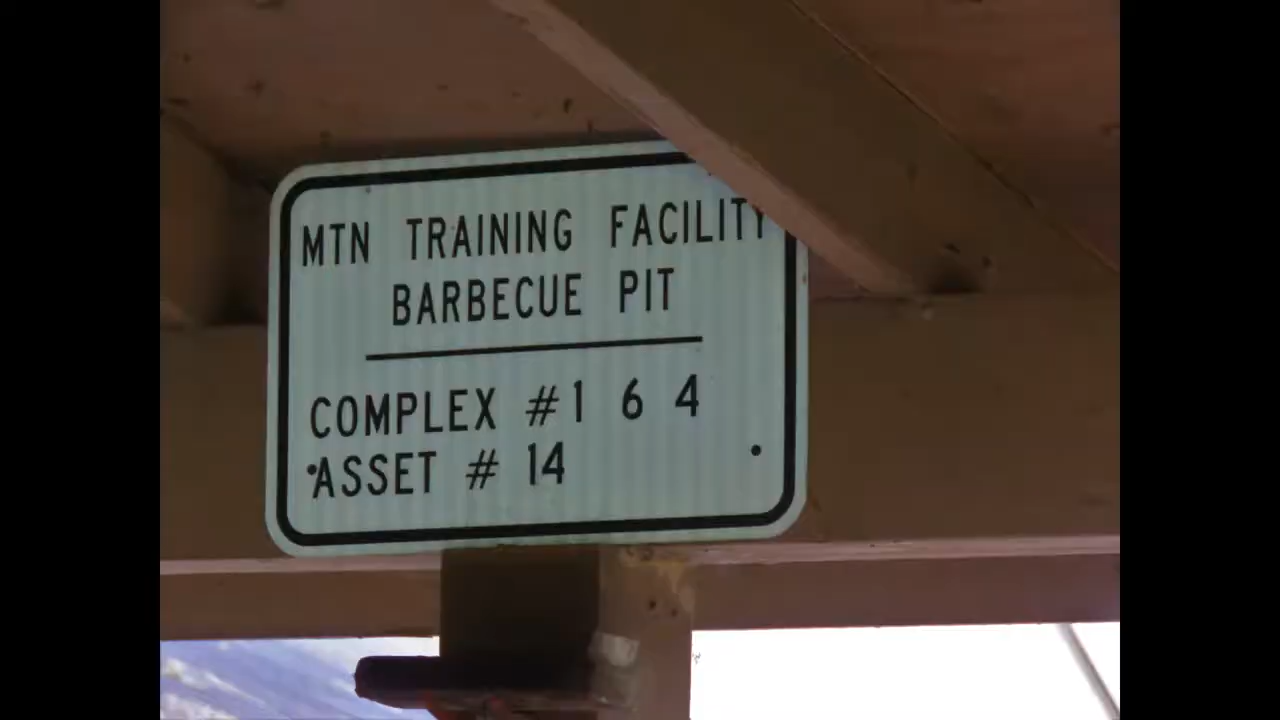 MTN TRAINING FACILITY
BARBECUE PIT
COMPLEX #1 6 4
ASSET # 14